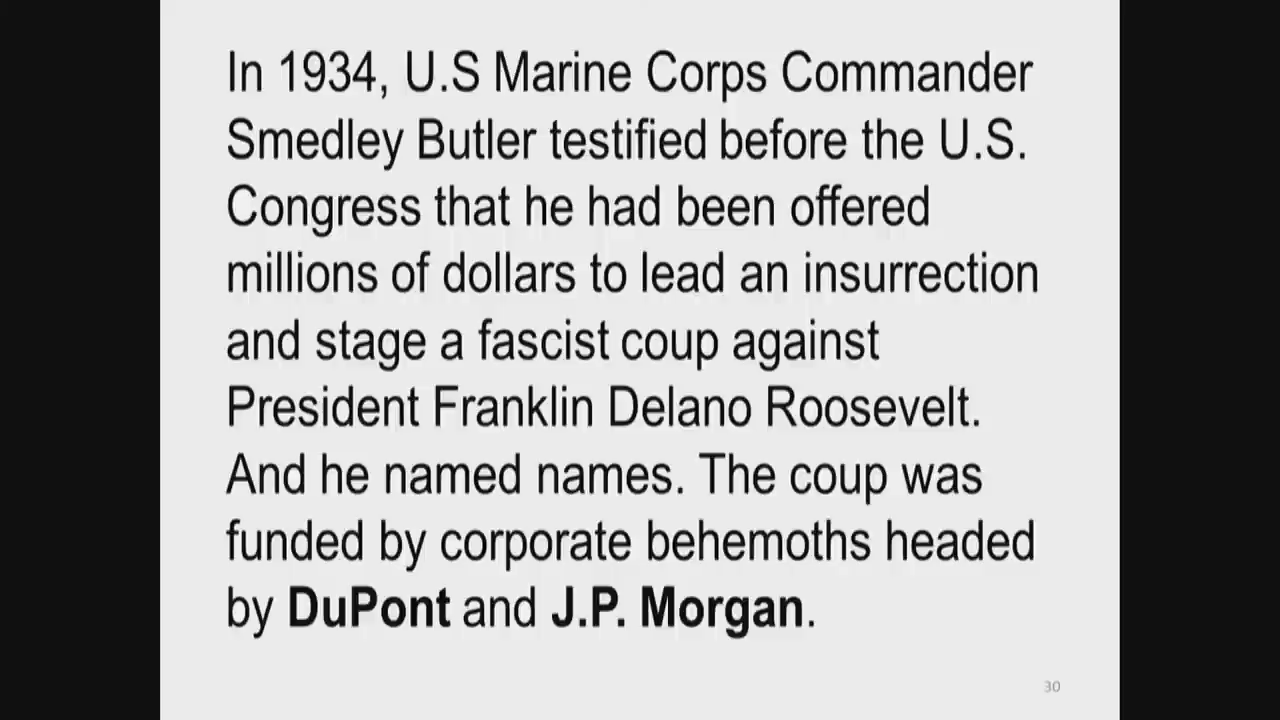 In 1934, U.S Marine Corps Commander
Smedley Butler testified before the U.S.
Congress that he had been offered
millions of dollars to lead an insurrection
and stage a fascist coup against
President Franklin Delano Roosevelt.
And he named names. The coup was
funded by corporate behemoths headed
by DuPont and J.P. Morgan.
30